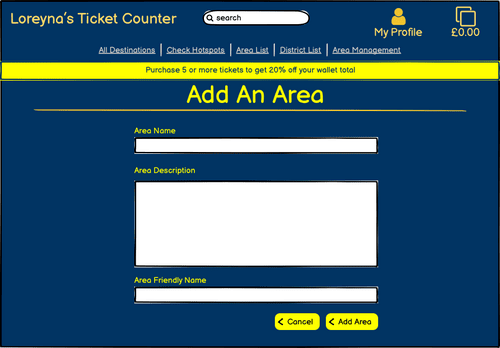 Loreyna's Ticket Counter
search
My Profile
£0.00
All Destinations
Check Hotspots
Area List
District List
Area Management
Purchase 5 or more tickets to get 20% off your wallet total
Add An Area
Area Name
Area Description
Area Friendly Name
Cancel
Add Area